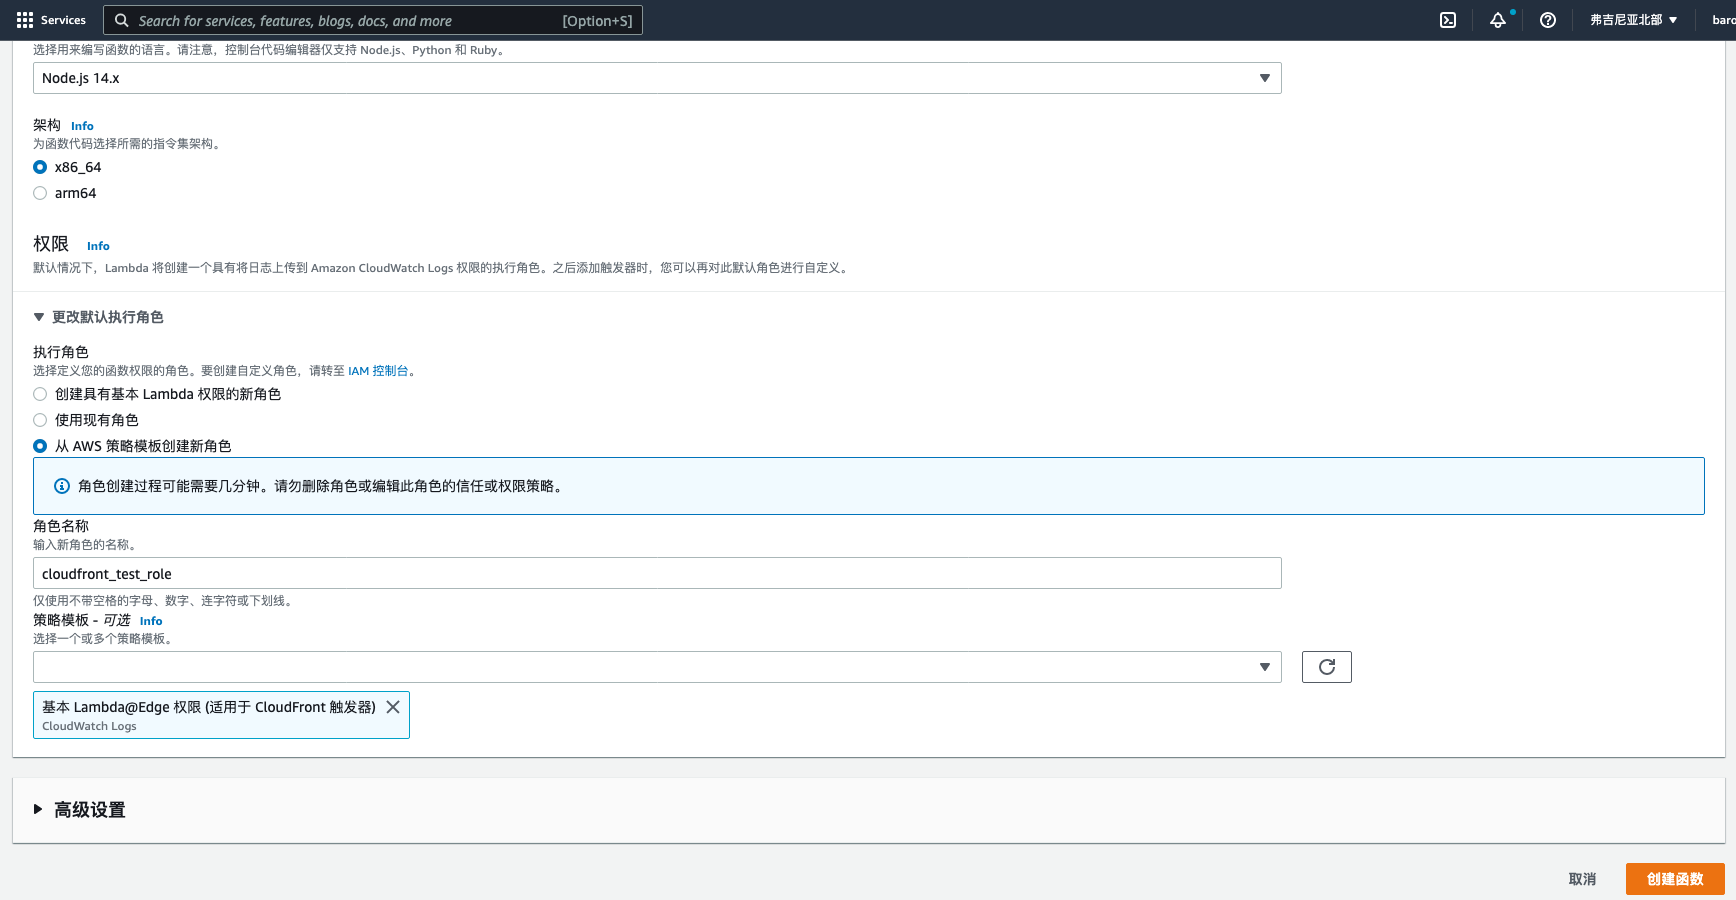 Services
Search for services, features, blogs, docs, and more
[Option+S]
弗吉尼亚北部
选择用来编写函数的语言。请注意，控制台代码编辑器仅支持 Node.js、Python 和 Ruby。
Node.js 14.x
架构 Info
为函数代码选择所需的指令集架构。
x86_64
arm64
权限 Info
默认情况下，Lambda 将创建一个具有将日志上传到 Amazon CloudWatch Logs 权限的执行角色。之后添加触发器时，您可以再对此默认角色进行自定义。
更改默认执行角色
执行角色
选择定义您的函数权限的角色。要创建自定义角色，请转至 IAM 控制台。
创建具有基本 Lambda 权限的新角色
使用现有角色
从 AWS 策略模板创建新角色
角色创建过程可能需要几分钟。请勿删除角色或编辑此角色的信任或权限策略。
角色名称
输入新角色的名称。
cloudfront_test_role
仅使用不带空格的字母、数字、连字符或下划线。
策略模板 - 可选 Info
选择一个或多个策略模板。
基本 Lambda@Edge 权限 (适用于 CloudFront 触发器)
CloudWatch Logs
高级设置
取消
创建函数